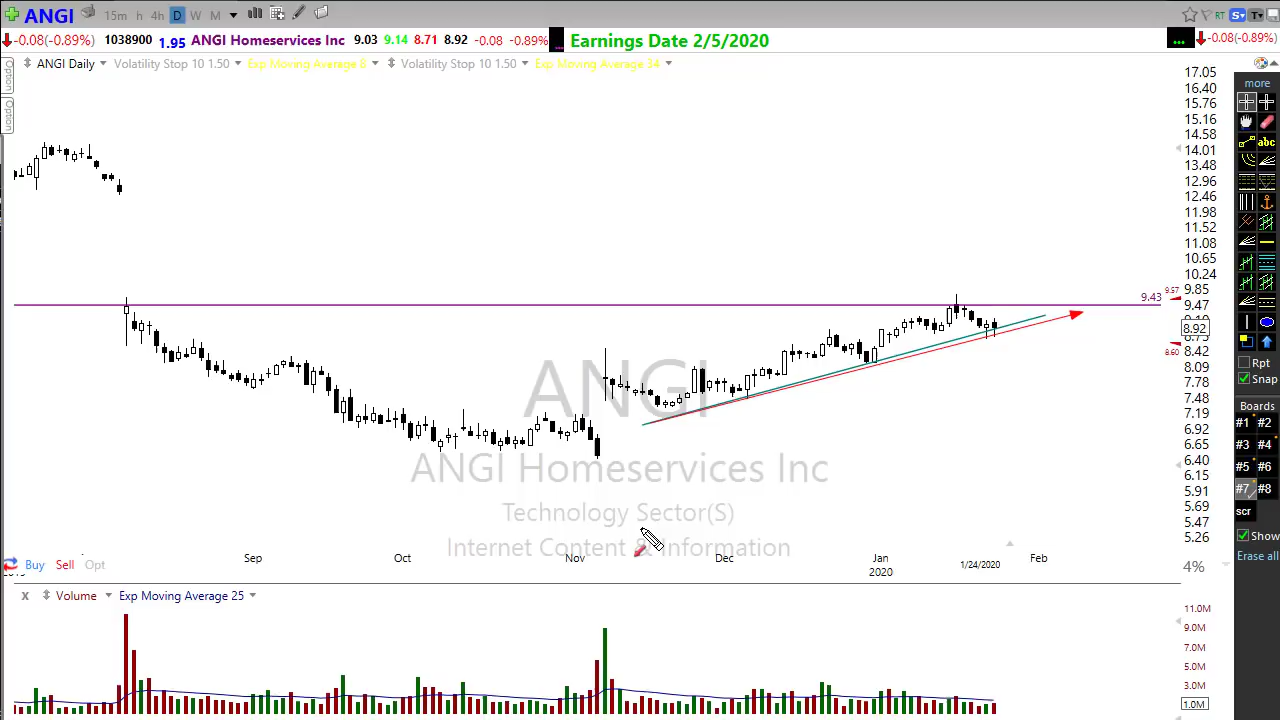 ANGI 15m h 4h D W M RT S T
-0.08(-0.89%) 1038900 1.95 ANGI Homeservices Inc 9.03 9.14 8.71 8.92 -0.08 -0.89% ... Earnings Date 2/5/2020 ... -0.08(-0.89%)
ANGI Daily Volatility Stop 10 1.50 Exp Moving Average 6 Volatility Stop 10 1.50 Exp Moving Average 34
Option
Option
17.05
16.40
15.76
15.16
14.58
14.01
13.48
12.96
12.46
11.98
11.52
11.08
10.65
10.24
9.85
9.57
9.43
9.47
8.92
8.42
8.60
8.09
7.78
7.48
7.19
6.92
6.65
6.40
6.15
5.91
5.69
5.47
5.26
ANGI
ANGI Homeservices Inc
Technology Sector(S)
Internet Content & Information
Sep Oct Nov Dec Jan Feb
2020 1/24/2020
Buy Sell Opt
4%
x Volume Exp Moving Average 25
11.0M
9.0M
7.0M
5.0M
3.0M
1.0M
more
abc
Rpt
Snap
Boards
#1 #2
#3 #4
#5 #6
#7 #8
scr
Show
Erase all